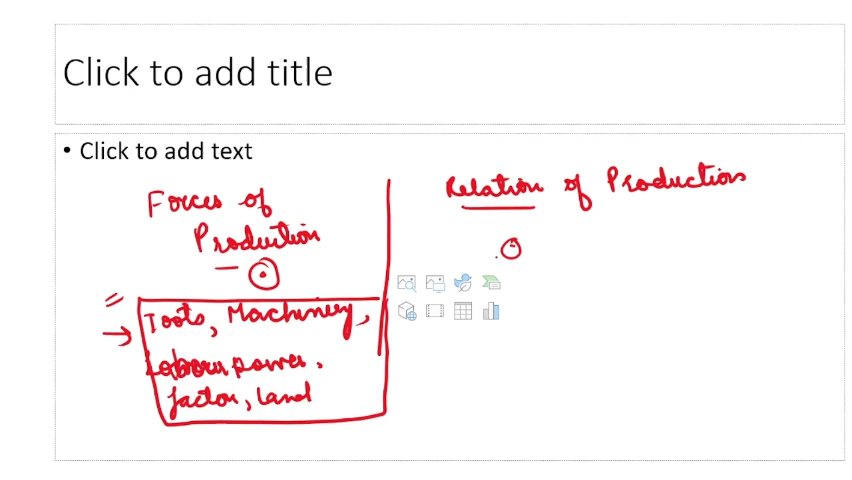 Click to add title
• Click to add text
Forces of
Production
Relation of Production
Tools, Machinery,
Labour power,
factor, land